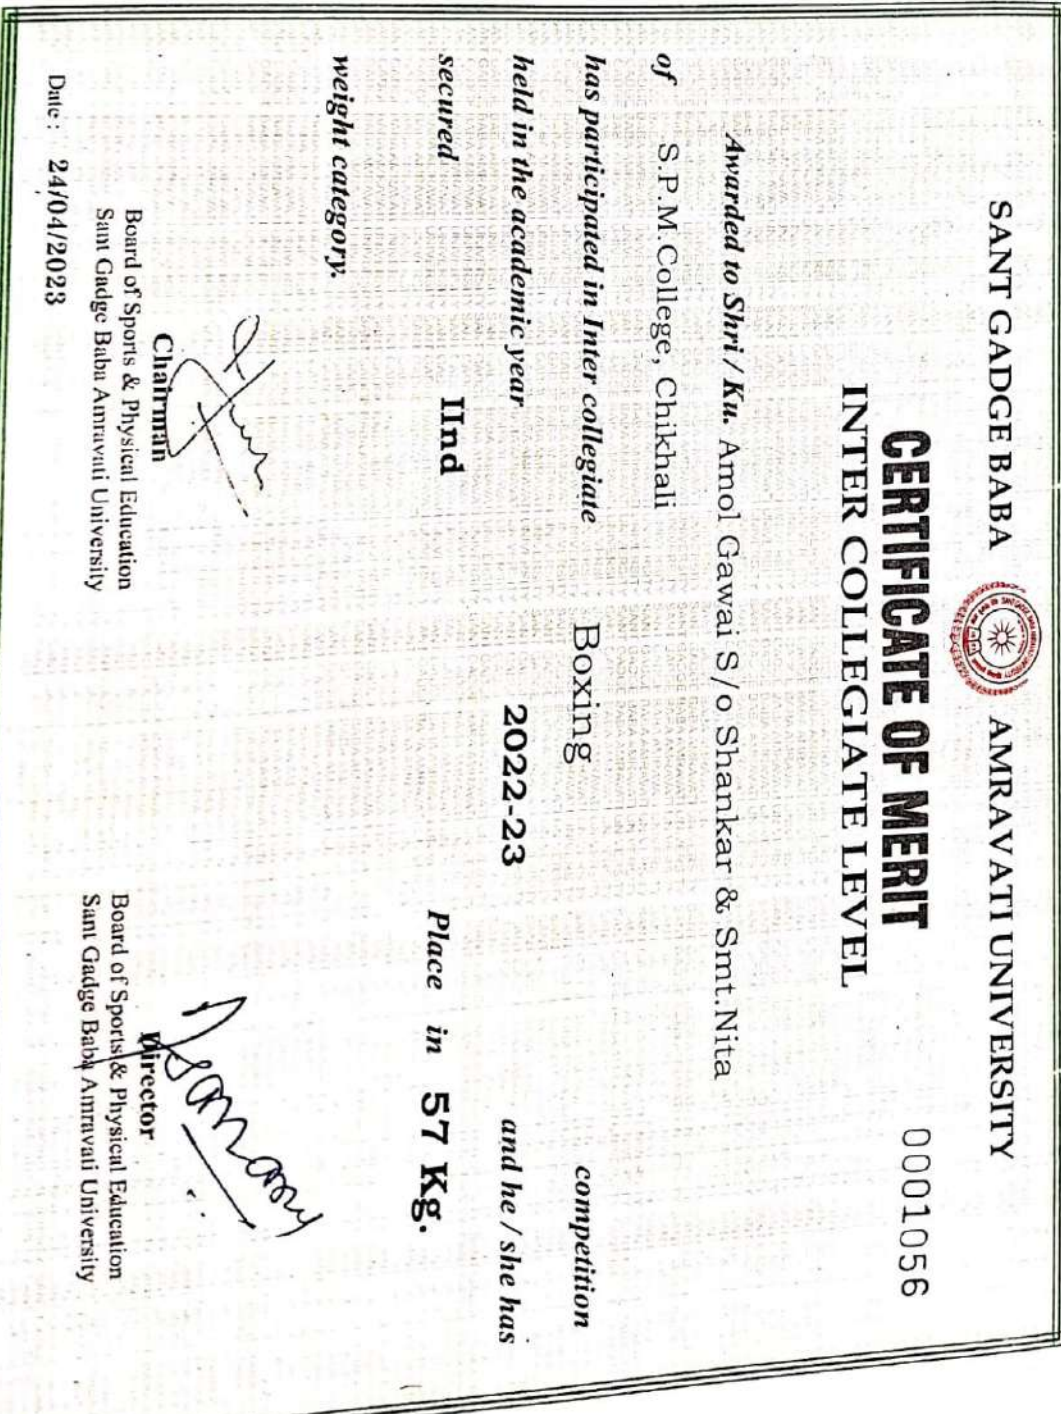 SANT GADGE BABA AMRAVATI UNIVERSITY
CERTIFICATE OF MERIT 0001056
INTER COLLEGIATE LEVEL
Awarded to Shri / Ku. Amol Gawai S/o Shankar & Smt.Nita
of S.P.M.College, Chikhali
has participated in Inter collegiate Boxing competition
held in the academic year 2022-23 and he / she has
secured IInd Place in 57 Kg.
weight category.
Chairman
Board of Sports & Physical Education
Sant Gadge Baba Amravati University
Director
Board of Sports & Physical Education
Sant Gadge Baba Amravati University
Date : 24/04/2023